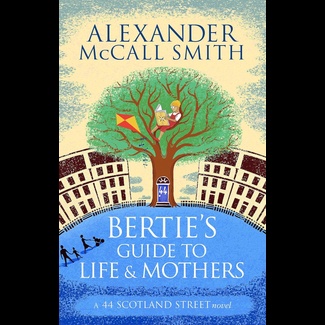 ALEXANDER
McCALL SMITH
44
BERTIE'S
GUIDE TO
LIFE & MOTHERS
A 44 SCOTLAND STREET novel